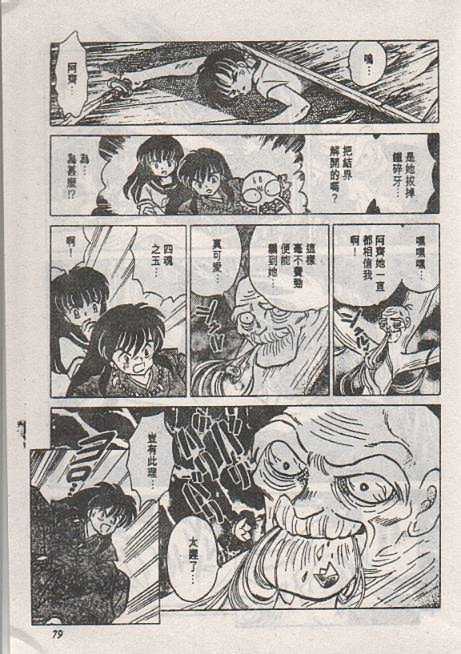 嗚…
阿齊…
是她拔掉
鐵碎牙…
把結界
解開的嗎？
為…
為甚麼!?
嘿嘿嘿…
阿齊她一直
都相信我
啊！
這樣
毫不費勁
便能
騙到她…
真可愛…
四魂
之玉…
啊！
豈有此理…
太遲了…
79